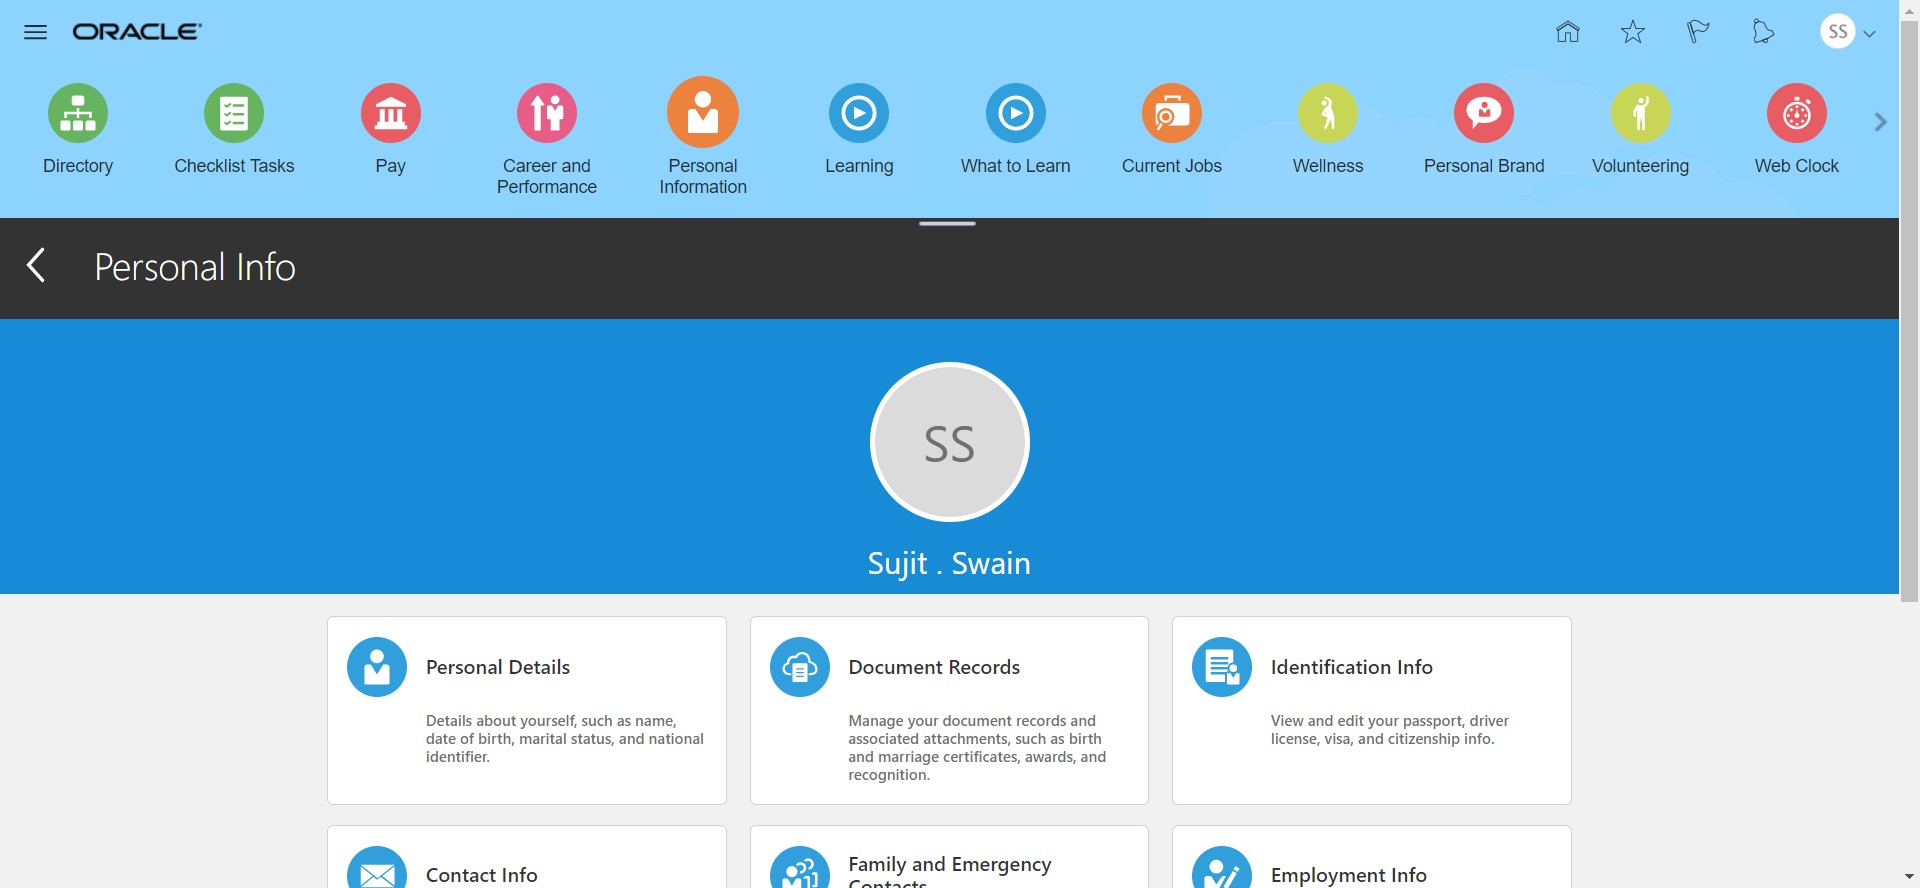 ORACLE
SS
Directory
Checklist Tasks
Pay
Career and
Performance
Personal
Information
Learning
What to Learn
Current Jobs
Wellness
Personal Brand
Volunteering
Web Clock
Personal Info
SS
Sujit . Swain
Personal Details
Details about yourself, such as name,
date of birth, marital status, and national
identifier.
Document Records
Manage your document records and
associated attachments, such as birth
and marriage certificates, awards, and
recognition.
Identification Info
View and edit your passport, driver
license, visa, and citizenship info.
Contact Info
Family and Emergency
Contacts
Employment Info